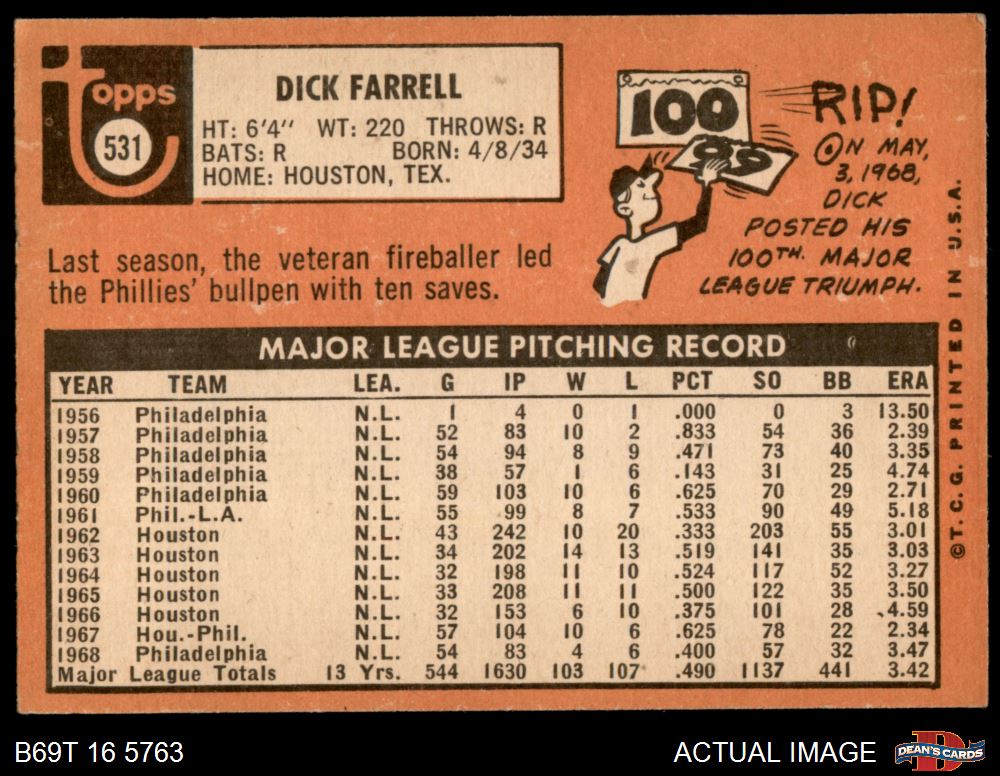 Topps
531
DICK FARRELL
HT: 6'4" WT: 220 THROWS: R
BATS: R BORN: 4/8/34
HOME: HOUSTON, TEX.
Last season, the veteran fireballer led
the Phillies' bullpen with ten saves.
100
99
RIP!
ON MAY,
3, 1968,
DICK
POSTED HIS
100TH. MAJOR
LEAGUE TRIUMPH.
MAJOR LEAGUE PITCHING RECORD
YEAR TEAM LEA. G IP W L PCT SO BB ERA
1956 Philadelphia N.L. 1 4 0 1 .000 0 3 13.50
1957 Philadelphia N.L. 52 83 10 2 .833 54 36 2.39
1958 Philadelphia N.L. 54 94 8 9 .471 73 40 3.35
1959 Philadelphia N.L. 38 57 1 6 .143 31 25 4.74
1960 Philadelphia N.L. 59 103 10 6 .625 70 29 2.71
1961 Phil.-L.A. N.L. 55 99 8 7 .533 90 49 5.18
1962 Houston N.L. 43 242 10 20 .333 203 55 3.01
1963 Houston N.L. 34 202 14 13 .519 141 35 3.03
1964 Houston N.L. 32 198 11 10 .524 117 52 3.27
1965 Houston N.L. 33 208 11 11 .500 122 35 3.50
1966 Houston N.L. 32 153 6 10 .375 101 28 4.59
1967 Hou.-Phil. N.L. 57 104 10 6 .625 78 22 2.34
1968 Philadelphia N.L. 54 83 4 6 .400 57 32 3.47
Major League Totals 13 Yrs. 544 1630 103 107 .490 1137 441 3.42
© T. C. G. PRINTED IN U.S.A.
B69T 16 5763
ACTUAL IMAGE
DEAN'S CARDS